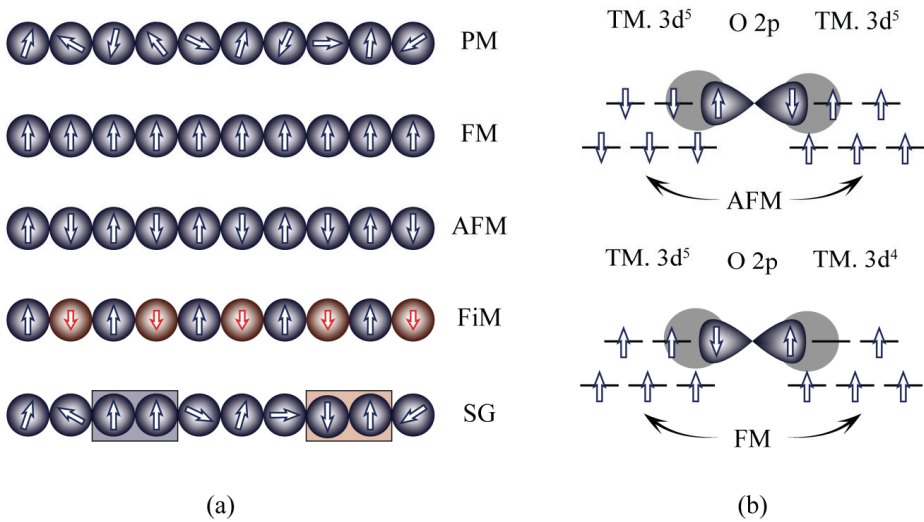 PM
FM
AFM
FiM
SG
(a)
TM. 3d⁵ O 2p TM. 3d⁵
AFM
TM. 3d⁵ O 2p TM. 3d⁴
FM
(b)